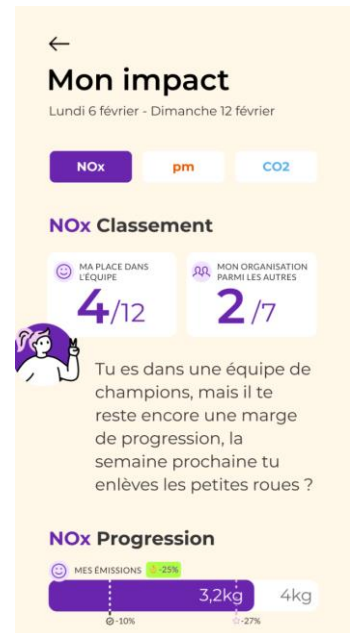 Mon impact
Lundi 6 février - Dimanche 12 février
NOx pm CO2
NOx Classement
MA PLACE DANS
L'ÉQUIPE
4/12
MON ORGANISATION
PARMI LES AUTRES
2/7
Tu es dans une équipe de
champions, mais il te
reste encore une marge
de progression, la
semaine prochaine tu
enlèves les petites roues ?
NOx Progression
MES ÉMISSIONS -25%
3,2kg 4kg
-10% -27%